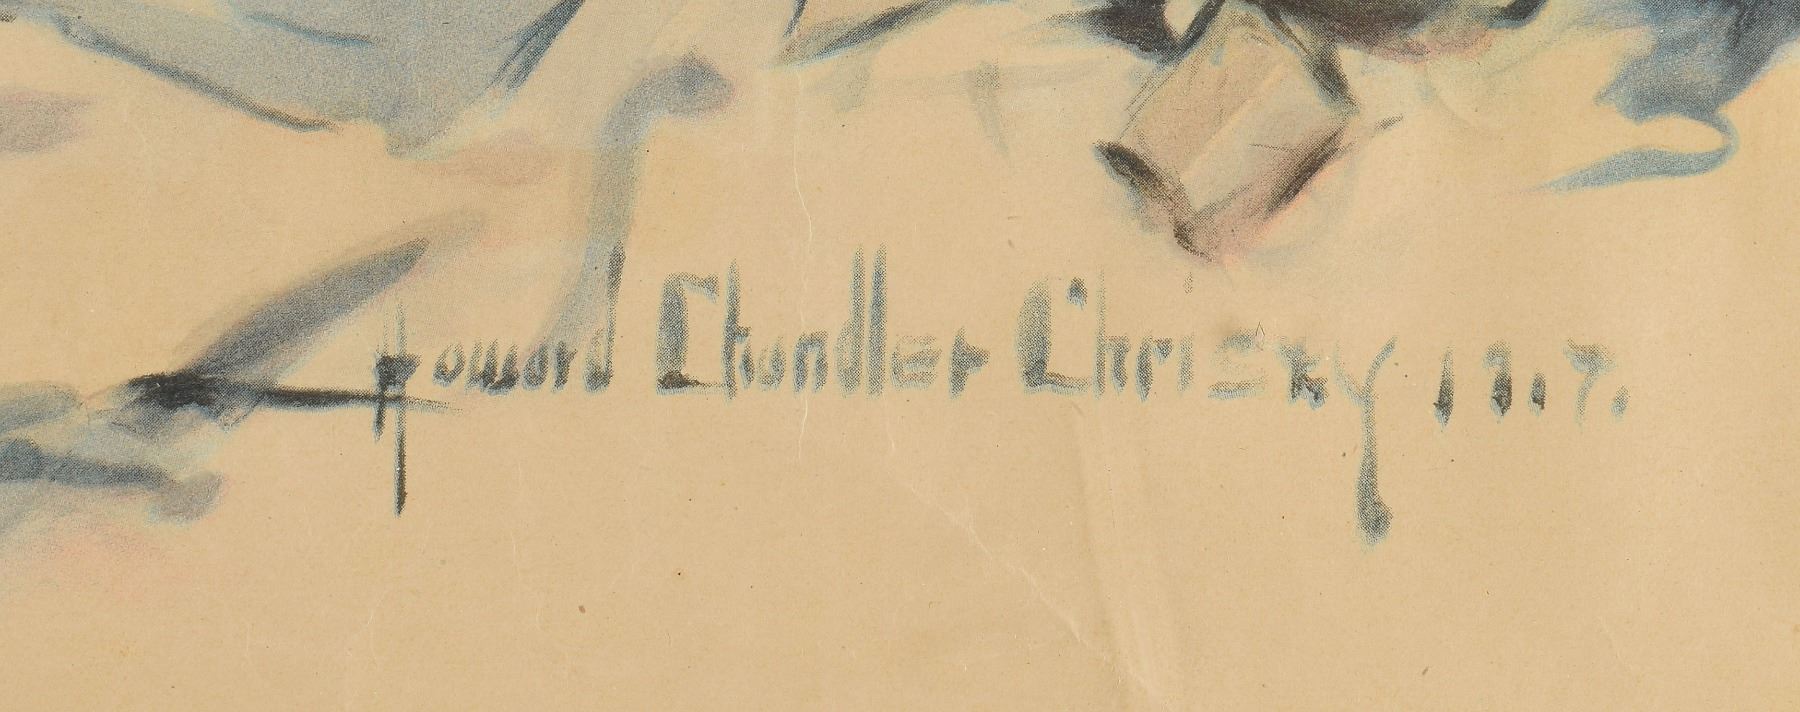 Howard Chandler Christy 1917.